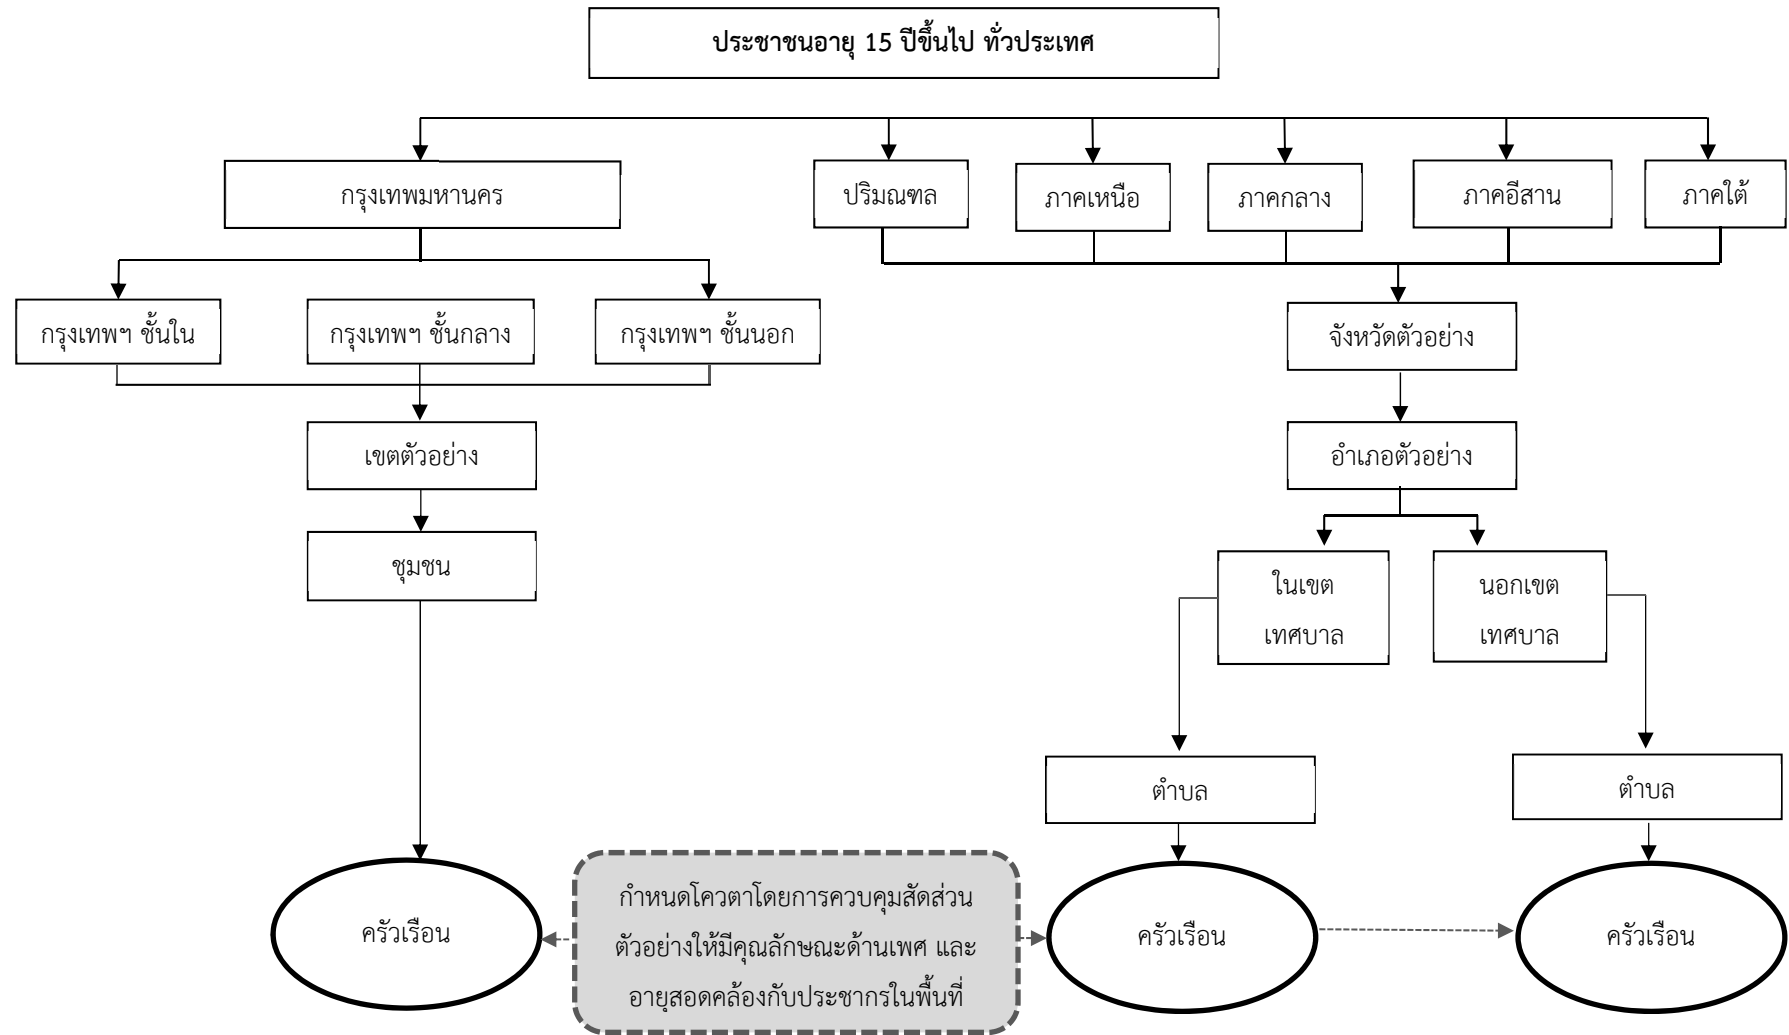 ประชาชนอายุ 15 ปีขึ้นไป ทั่วประเทศ
กรุงเทพมหานคร
ปริมณฑล
ภาคเหนือ
ภาคกลาง
ภาคอีสาน
ภาคใต้
กรุงเทพฯ ชั้นใน
กรุงเทพฯ ชั้นกลาง
กรุงเทพฯ ชั้นนอก
จังหวัดตัวอย่าง
เขตตัวอย่าง
อำเภอตัวอย่าง
ชุมชน
ในเขต
เทศบาล
นอกเขต
เทศบาล
ตำบล
ตำบล
ครัวเรือน
กำหนดโควตาโดยการควบคุมสัดส่วน
ตัวอย่างให้มีคุณลักษณะด้านเพศ และ
อายุสอดคล้องกับประชากรในพื้นที่
ครัวเรือน
ครัวเรือน